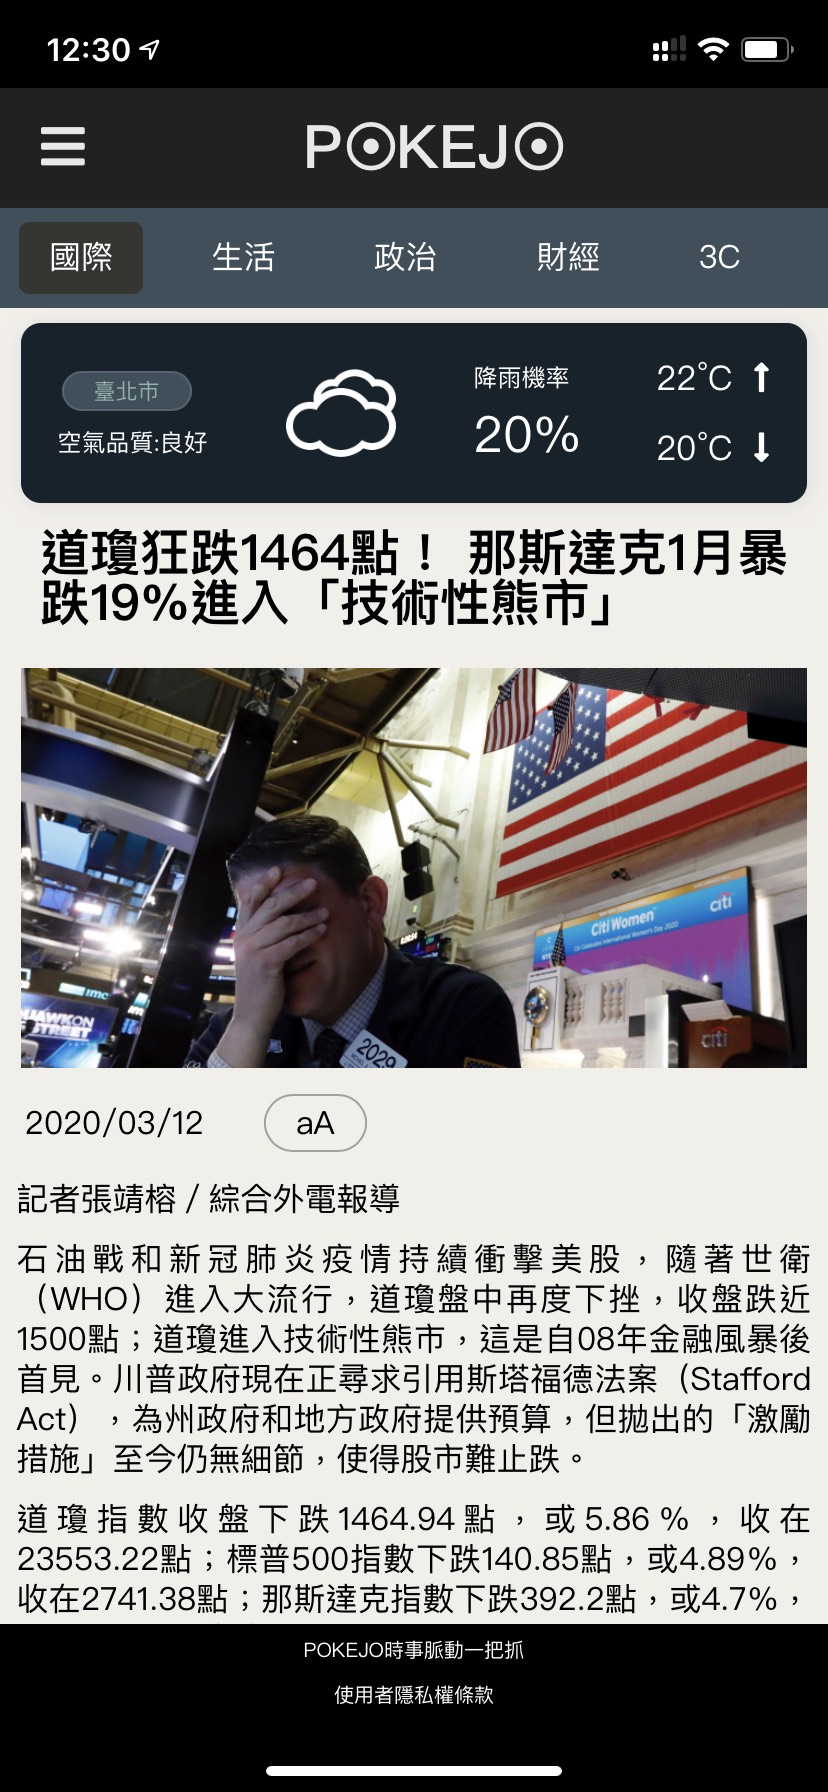 12:30
POKEJO
國際 生活 政治 財經 3C
臺北市
空氣品質:良好
降雨機率
20%
22°C
20°C
道瓊狂跌1464點！ 那斯達克1月暴
跌19%進入「技術性熊市」
citi
Citi Women
Citi Celebrates International Women's Day 2020
imc
STREET
citi
2029
2020/03/12
aA
記者張靖榕 / 綜合外電報導
石油戰和新冠肺炎疫情持續衝擊美股，隨著世衛
（WHO）進入大流行，道瓊盤中再度下挫，收盤跌近
1500點；道瓊進入技術性熊市，這是自08年金融風暴後
首見。川普政府現在正尋求引用斯塔福德法案（Stafford
Act），為州政府和地方政府提供預算，但拋出的「激勵
措施」至今仍無細節，使得股市難止跌。
道瓊指數收盤下跌1464.94點，或5.86%，收在
23553.22點；標普500指數下跌140.85點，或4.89%，
收在2741.38點；那斯達克指數下跌392.2點，或4.7%，
POKEJO時事脈動一把抓
使用者隱私權條款